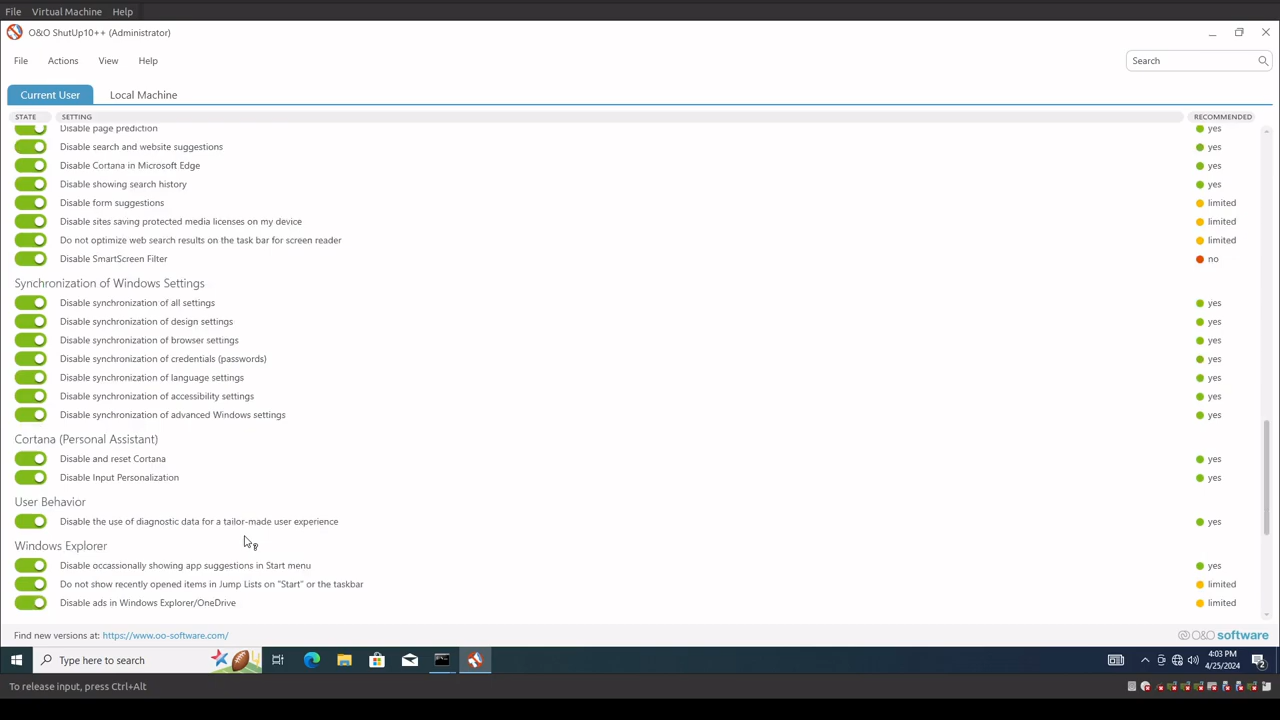 File Virtual Machine Help
O&O ShutUp10++ (Administrator)
File Actions View Help Search
Current User Local Machine
STATE SETTING RECOMMENDED
Disable page prediction yes
Disable search and website suggestions yes
Disable Cortana in Microsoft Edge yes
Disable showing search history yes
Disable form suggestions limited
Disable sites saving protected media licenses on my device limited
Do not optimize web search results on the task bar for screen reader limited
Disable SmartScreen Filter no
Synchronization of Windows Settings
Disable synchronization of all settings yes
Disable synchronization of design settings yes
Disable synchronization of browser settings yes
Disable synchronization of credentials (passwords) yes
Disable synchronization of language settings yes
Disable synchronization of accessibility settings yes
Disable synchronization of advanced Windows settings yes
Cortana (Personal Assistant)
Disable and reset Cortana yes
Disable Input Personalization yes
User Behavior
Disable the use of diagnostic data for a tailor-made user experience yes
Windows Explorer
Disable occassionally showing app suggestions in Start menu yes
Do not show recently opened items in Jump Lists on "Start" or the taskbar limited
Disable ads in Windows Explorer/OneDrive limited
Find new versions at: https://www.oo-software.com/ O&O software
Type here to search 4:03 PM
4/25/2024 2
To release input, press Ctrl+Alt